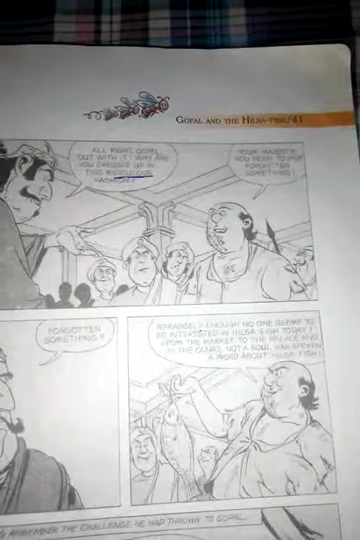 GOPAL AND THE HILSA-FISH/41
ALL RIGHT, GOPAL,
OUT WITH IT! WHY ARE
YOU DRESSED UP IN
THIS RIDICULOUS
FASHION?
YOUR MAJESTY,
YOU SEEM TO HAVE
FORGOTTEN
SOMETHING!
FORGOTTEN
SOMETHING?
STRANGELY ENOUGH NO ONE SEEMS TO
BE INTERESTED IN HILSA FISH TODAY!
FROM THE MARKET TO THE PALACE AND
IN THE COURT, NOT A SOUL HAS SPOKEN
A WORD ABOUT HILSA-FISH!
REMEMBER THE CHALLENGE HE HAD THROWN TO GOPAL...